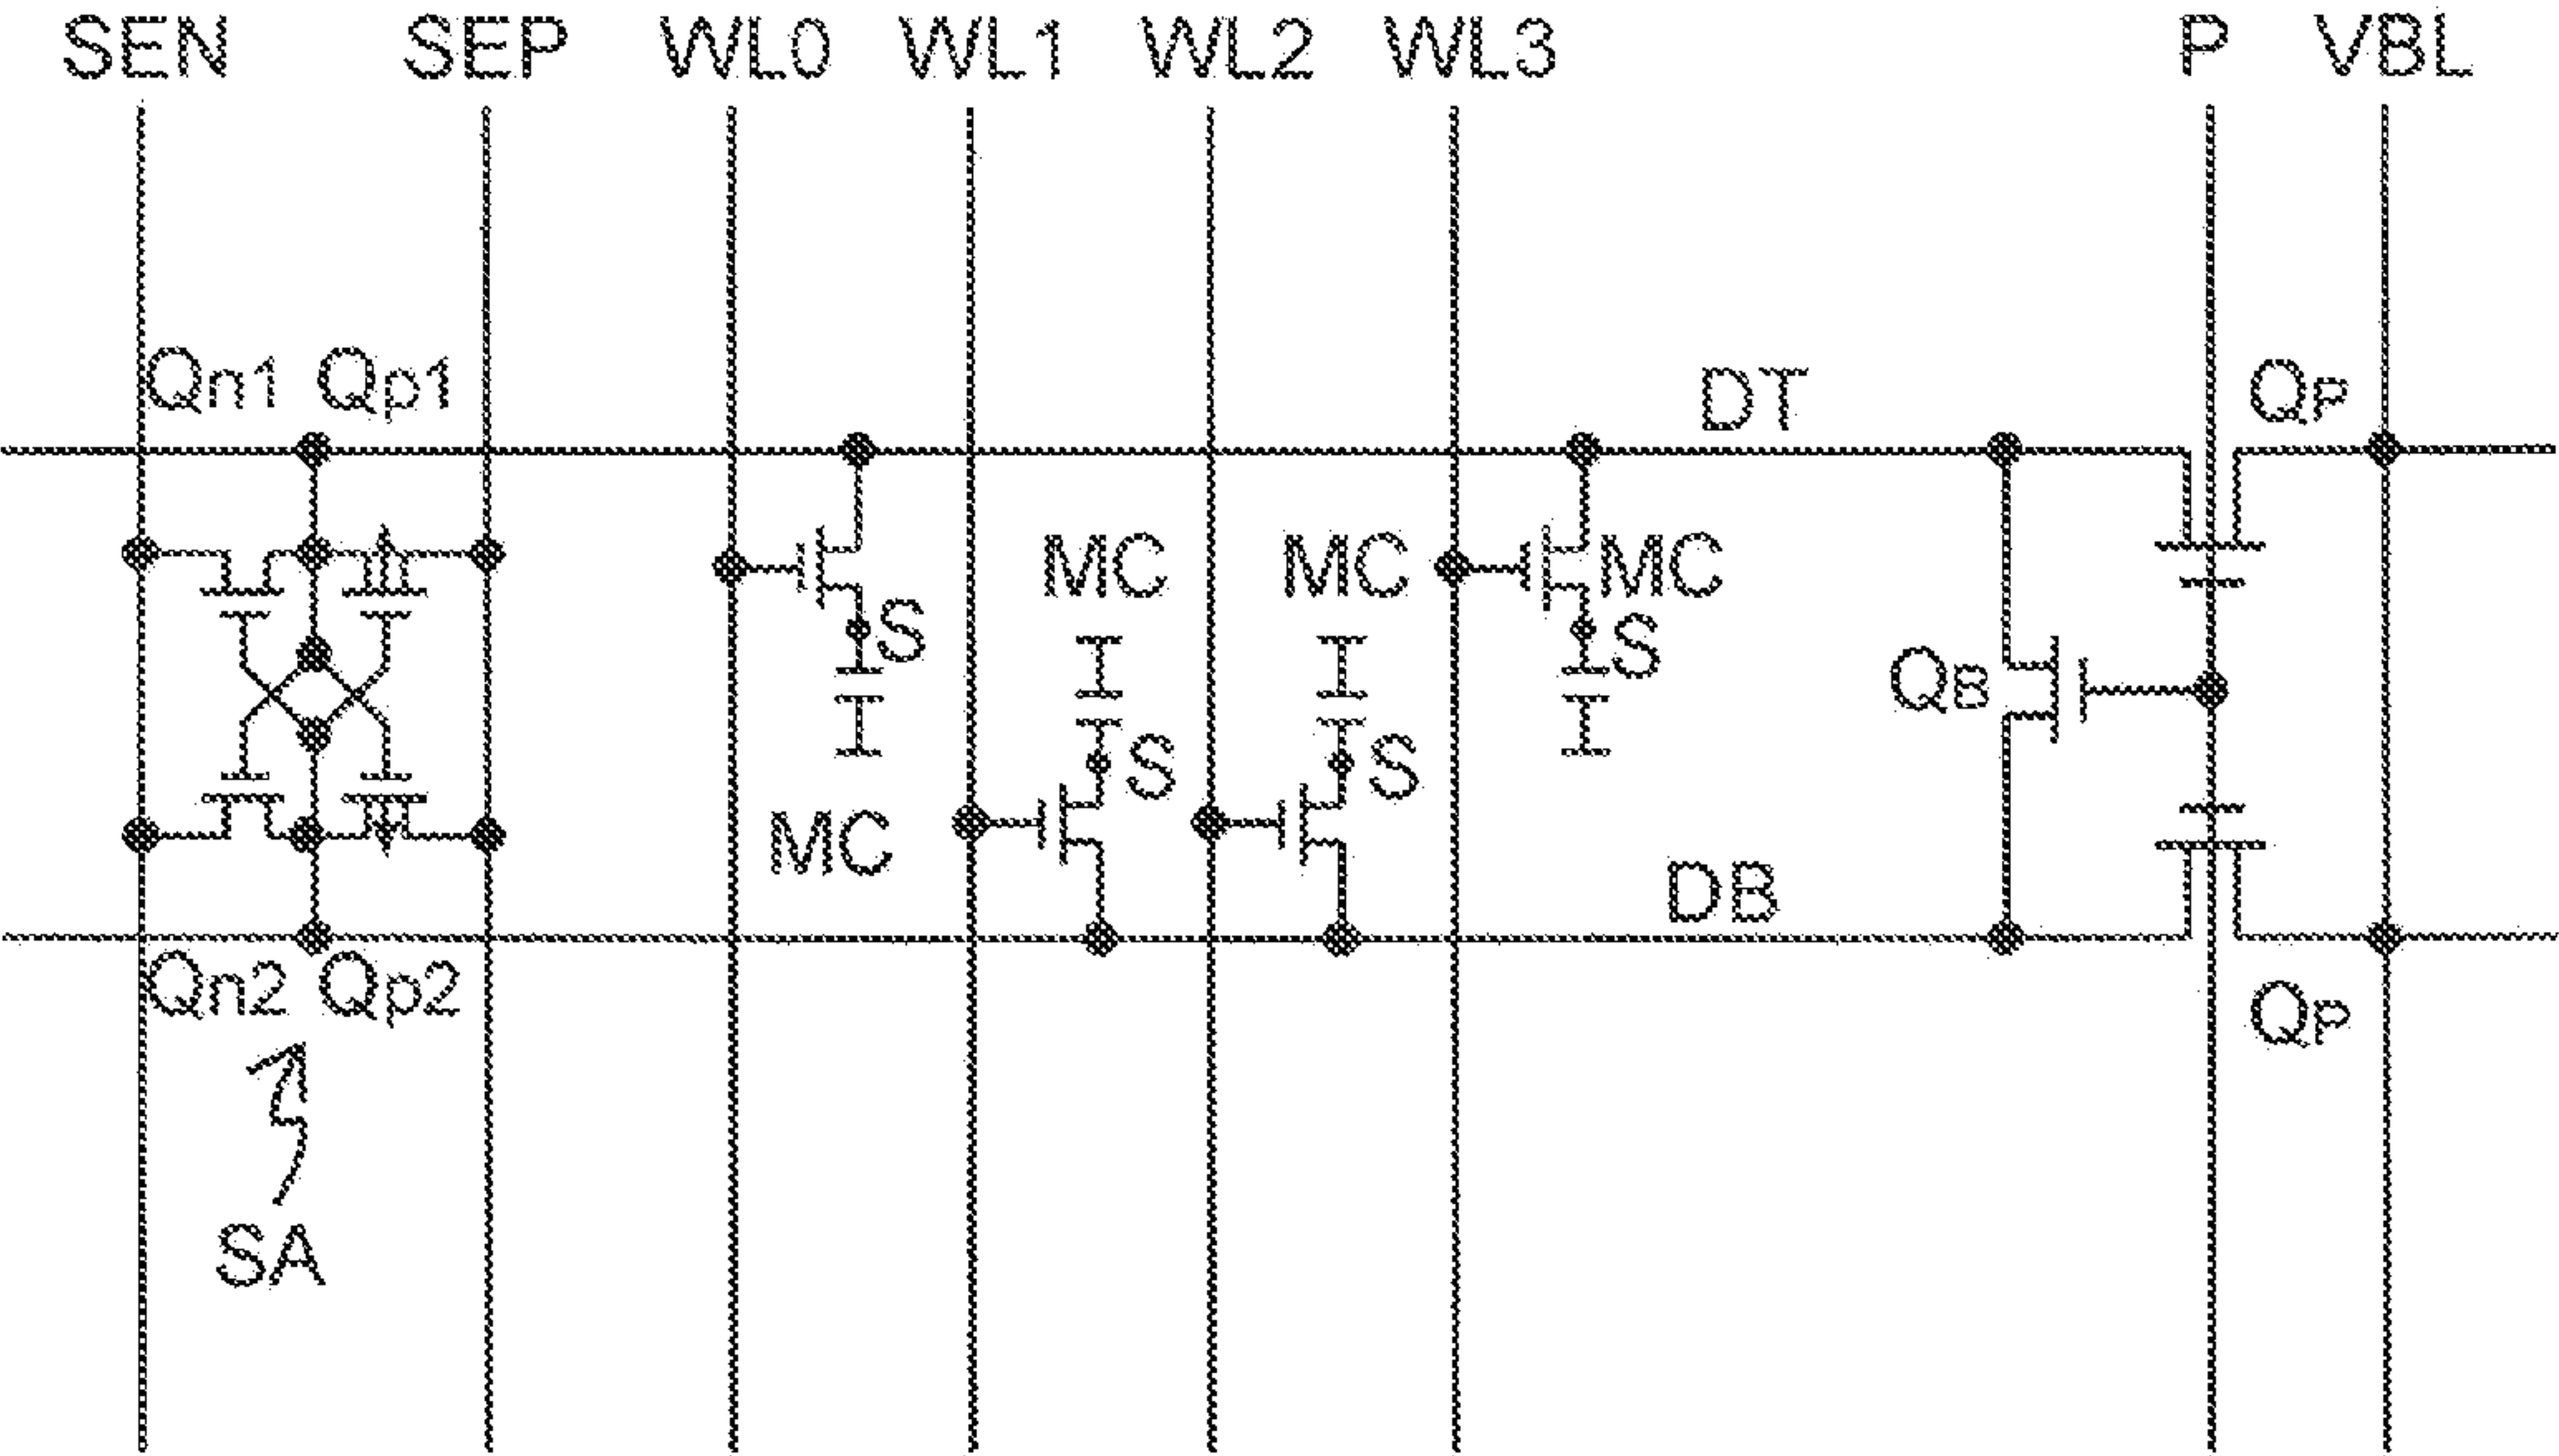 SEN SEP WL0 WL1 WL2 WL3 P VBL
Qn1 Qp1 DT QP
MC MC MC
S S
QB
S S
MC
DB
Qn2 Qp2 QP
SA